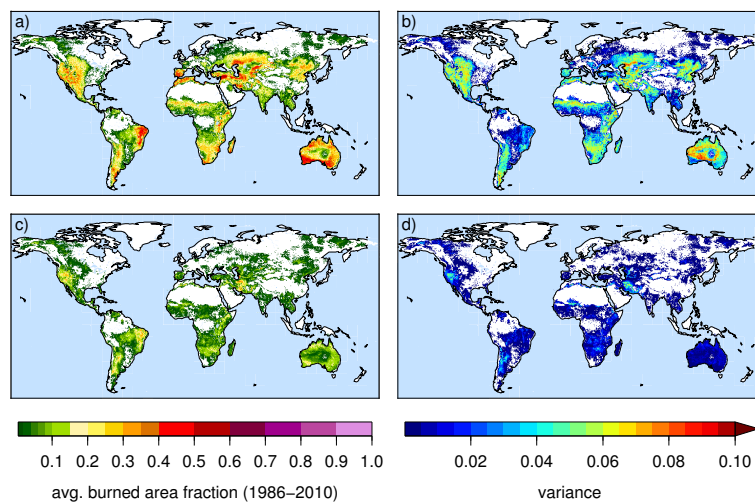 a)
b)
c)
d)
0.1 0.2 0.3 0.4 0.5 0.6 0.7 0.8 0.9 1.0
0.02 0.04 0.06 0.08 0.10
avg. burned area fraction (1986−2010)
variance